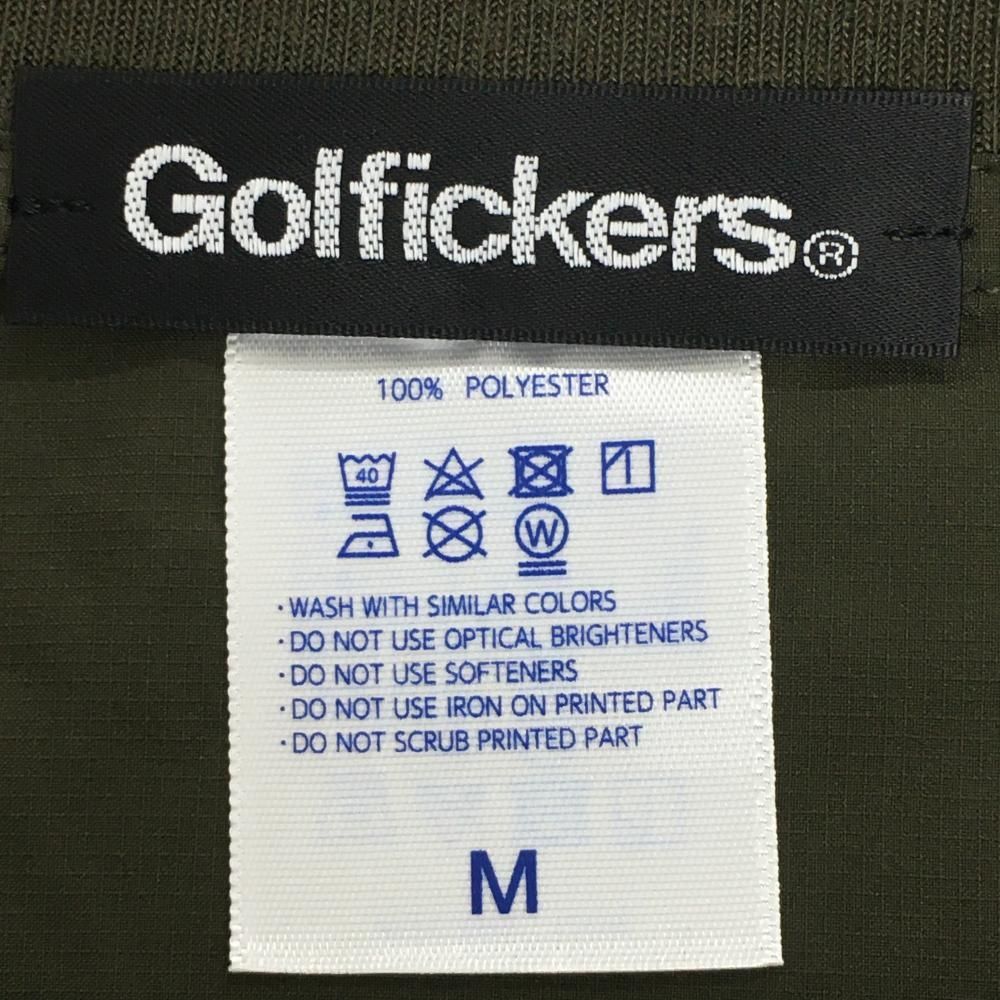 Golfickers®
100% POLYESTER
40
W
·WASH WITH SIMILAR COLORS
·DO NOT USE OPTICAL BRIGHTENERS
·DO NOT USE SOFTENERS
·DO NOT USE IRON ON PRINTED PART
·DO NOT SCRUB PRINTED PART
M